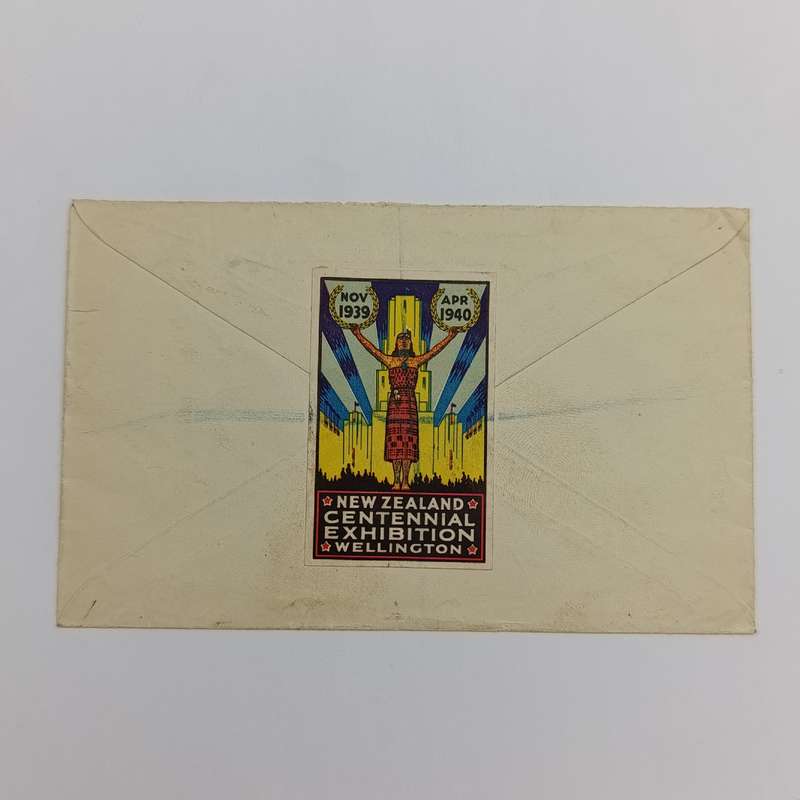 NOV
1939
APR
1940
NEW ZEALAND
CENTENNIAL
EXHIBITION
WELLINGTON